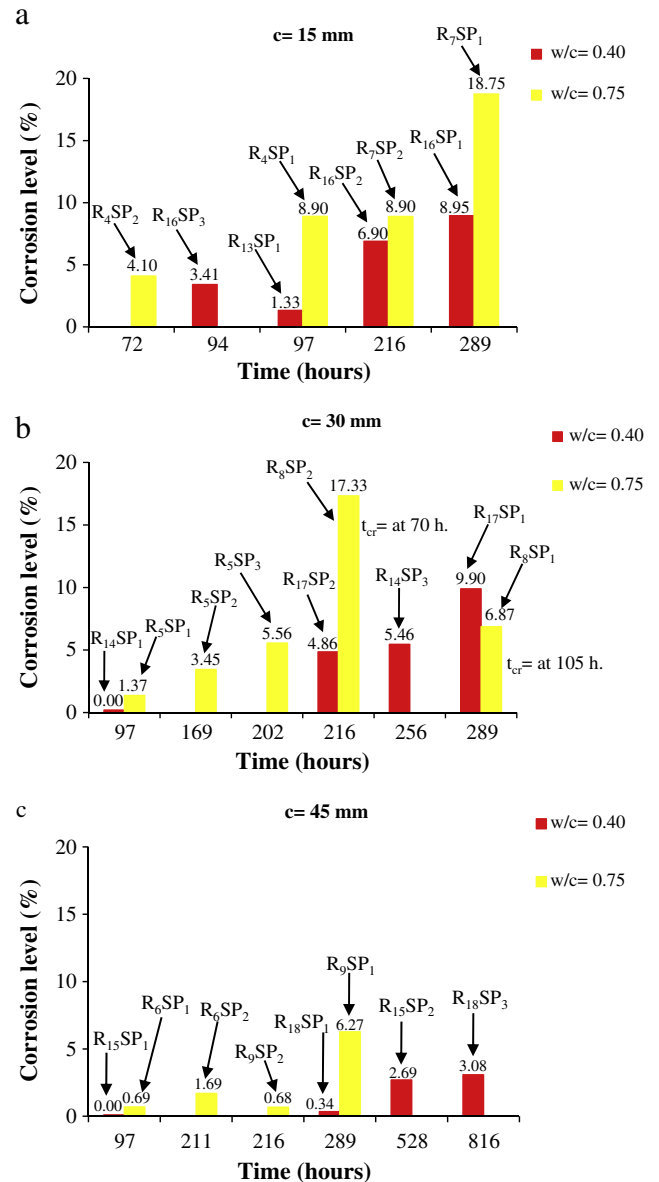 a
c= 15 mm
w/c= 0.40
w/c= 0.75
Corrosion level (%)
20
15
10
5
0
R4SP2
4.10
R16SP3
3.41
R13SP1
1.33
R4SP1
8.90
R16SP2
6.90
R7SP2
8.90
R16SP1
8.95
R7SP1
18.75
72 94 97 216 289
Time (hours)
b
c= 30 mm
w/c= 0.40
w/c= 0.75
Corrosion level (%)
20
15
10
5
0
R14SP1
0.00
R5SP1
1.37
R5SP2
3.45
R5SP3
5.56
R17SP2
4.86
R8SP2
17.33
tcr= at 70 h.
R14SP3
5.46
R17SP1
9.90
R8SP1
6.87
tcr= at 105 h.
97 169 202 216 256 289
Time (hours)
c
c= 45 mm
w/c= 0.40
w/c= 0.75
Corrosion level (%)
20
15
10
5
0
R15SP1
0.00
R6SP1
0.69
R6SP2
1.69
R9SP2
0.68
R18SP1
0.34
R9SP1
6.27
R15SP2
2.69
R18SP3
3.08
97 211 216 289 528 816
Time (hours)